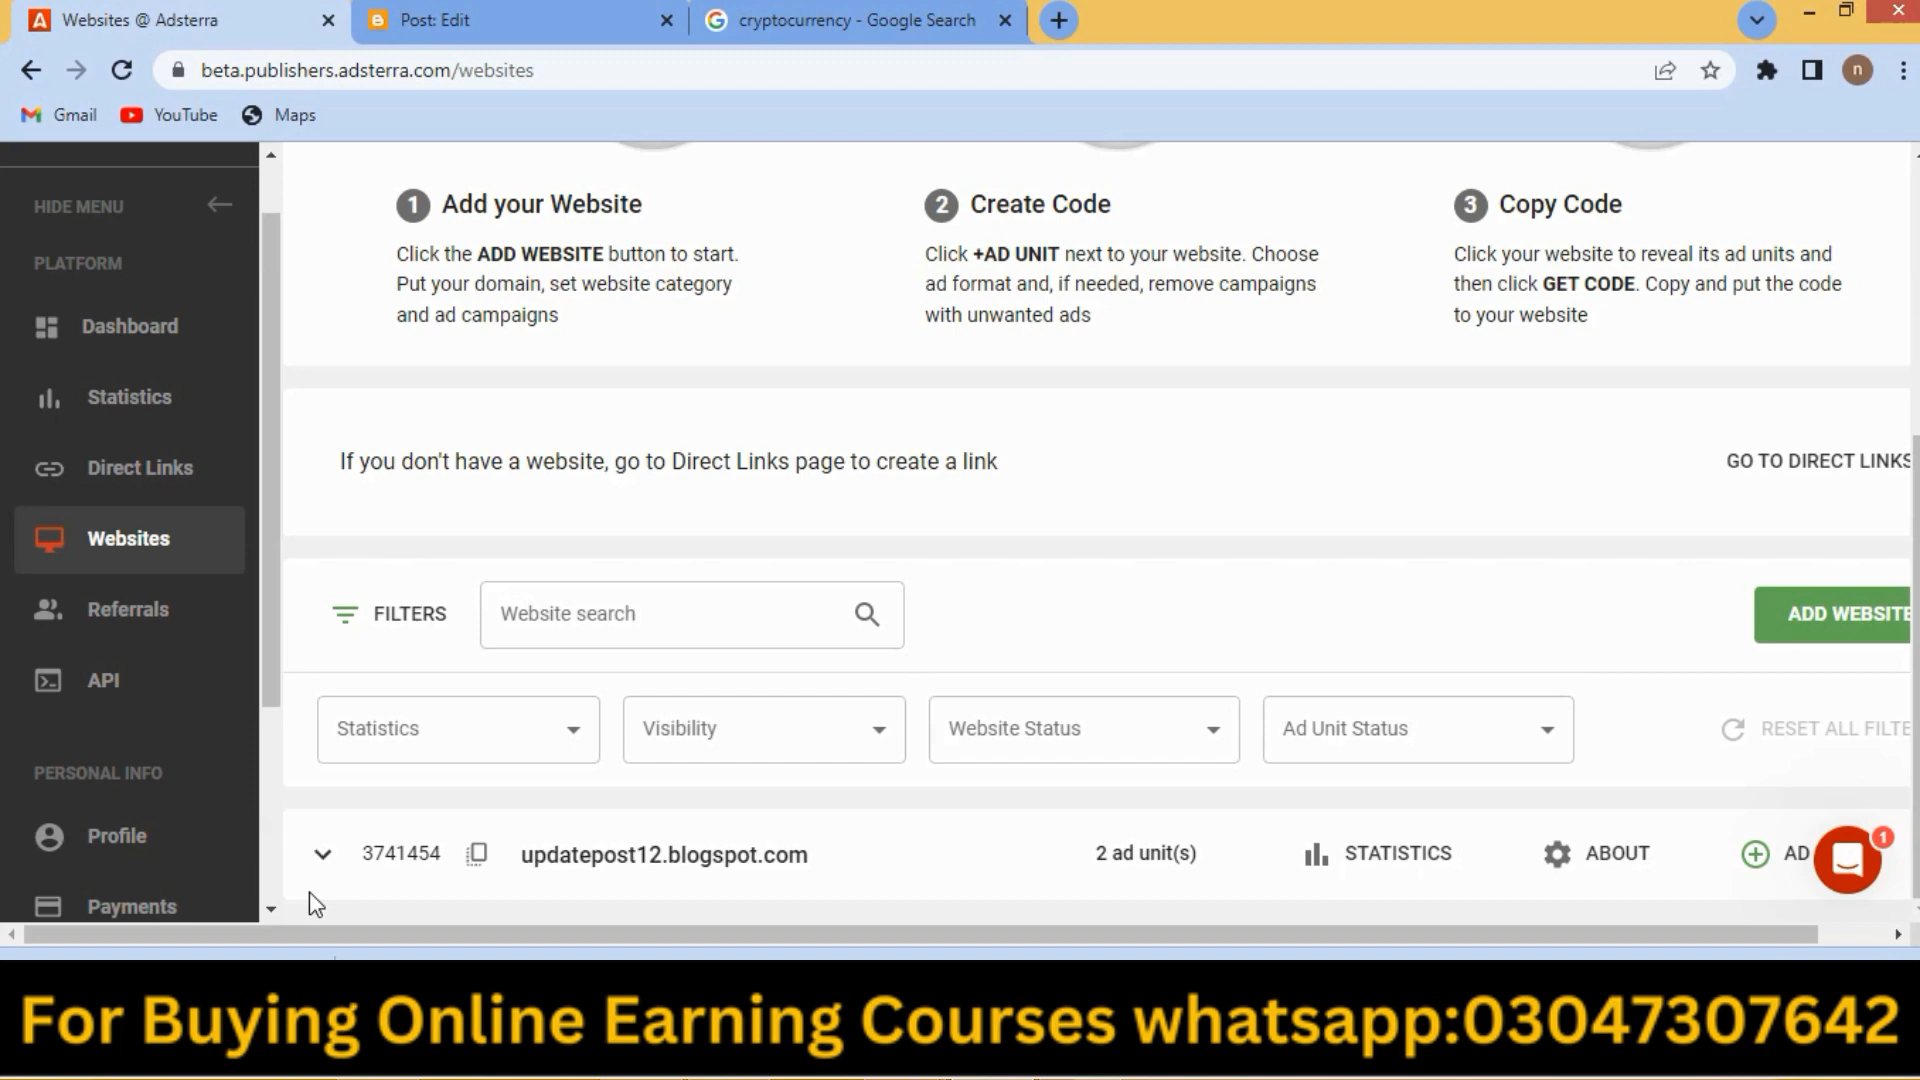 Websites @ Adsterra
Post: Edit
cryptocurrency - Google Search
beta.publishers.adsterra.com/websites
n
Gmail
YouTube
Maps
HIDE MENU
PLATFORM
Dashboard
Statistics
Direct Links
Websites
Referrals
API
PERSONAL INFO
Profile
Payments
1 Add your Website
Click the ADD WEBSITE button to start.
Put your domain, set website category
and ad campaigns
2 Create Code
Click +AD UNIT next to your website. Choose
ad format and, if needed, remove campaigns
with unwanted ads
3 Copy Code
Click your website to reveal its ad units and
then click GET CODE. Copy and put the code
to your website
If you don't have a website, go to Direct Links page to create a link
GO TO DIRECT LINKS
FILTERS
Website search
ADD WEBSITE
Statistics
Visibility
Website Status
Ad Unit Status
RESET ALL FILTE
3741454
updatepost12.blogspot.com
2 ad unit(s)
STATISTICS
ABOUT
AD
1
For Buying Online Earning Courses whatsapp:03047307642